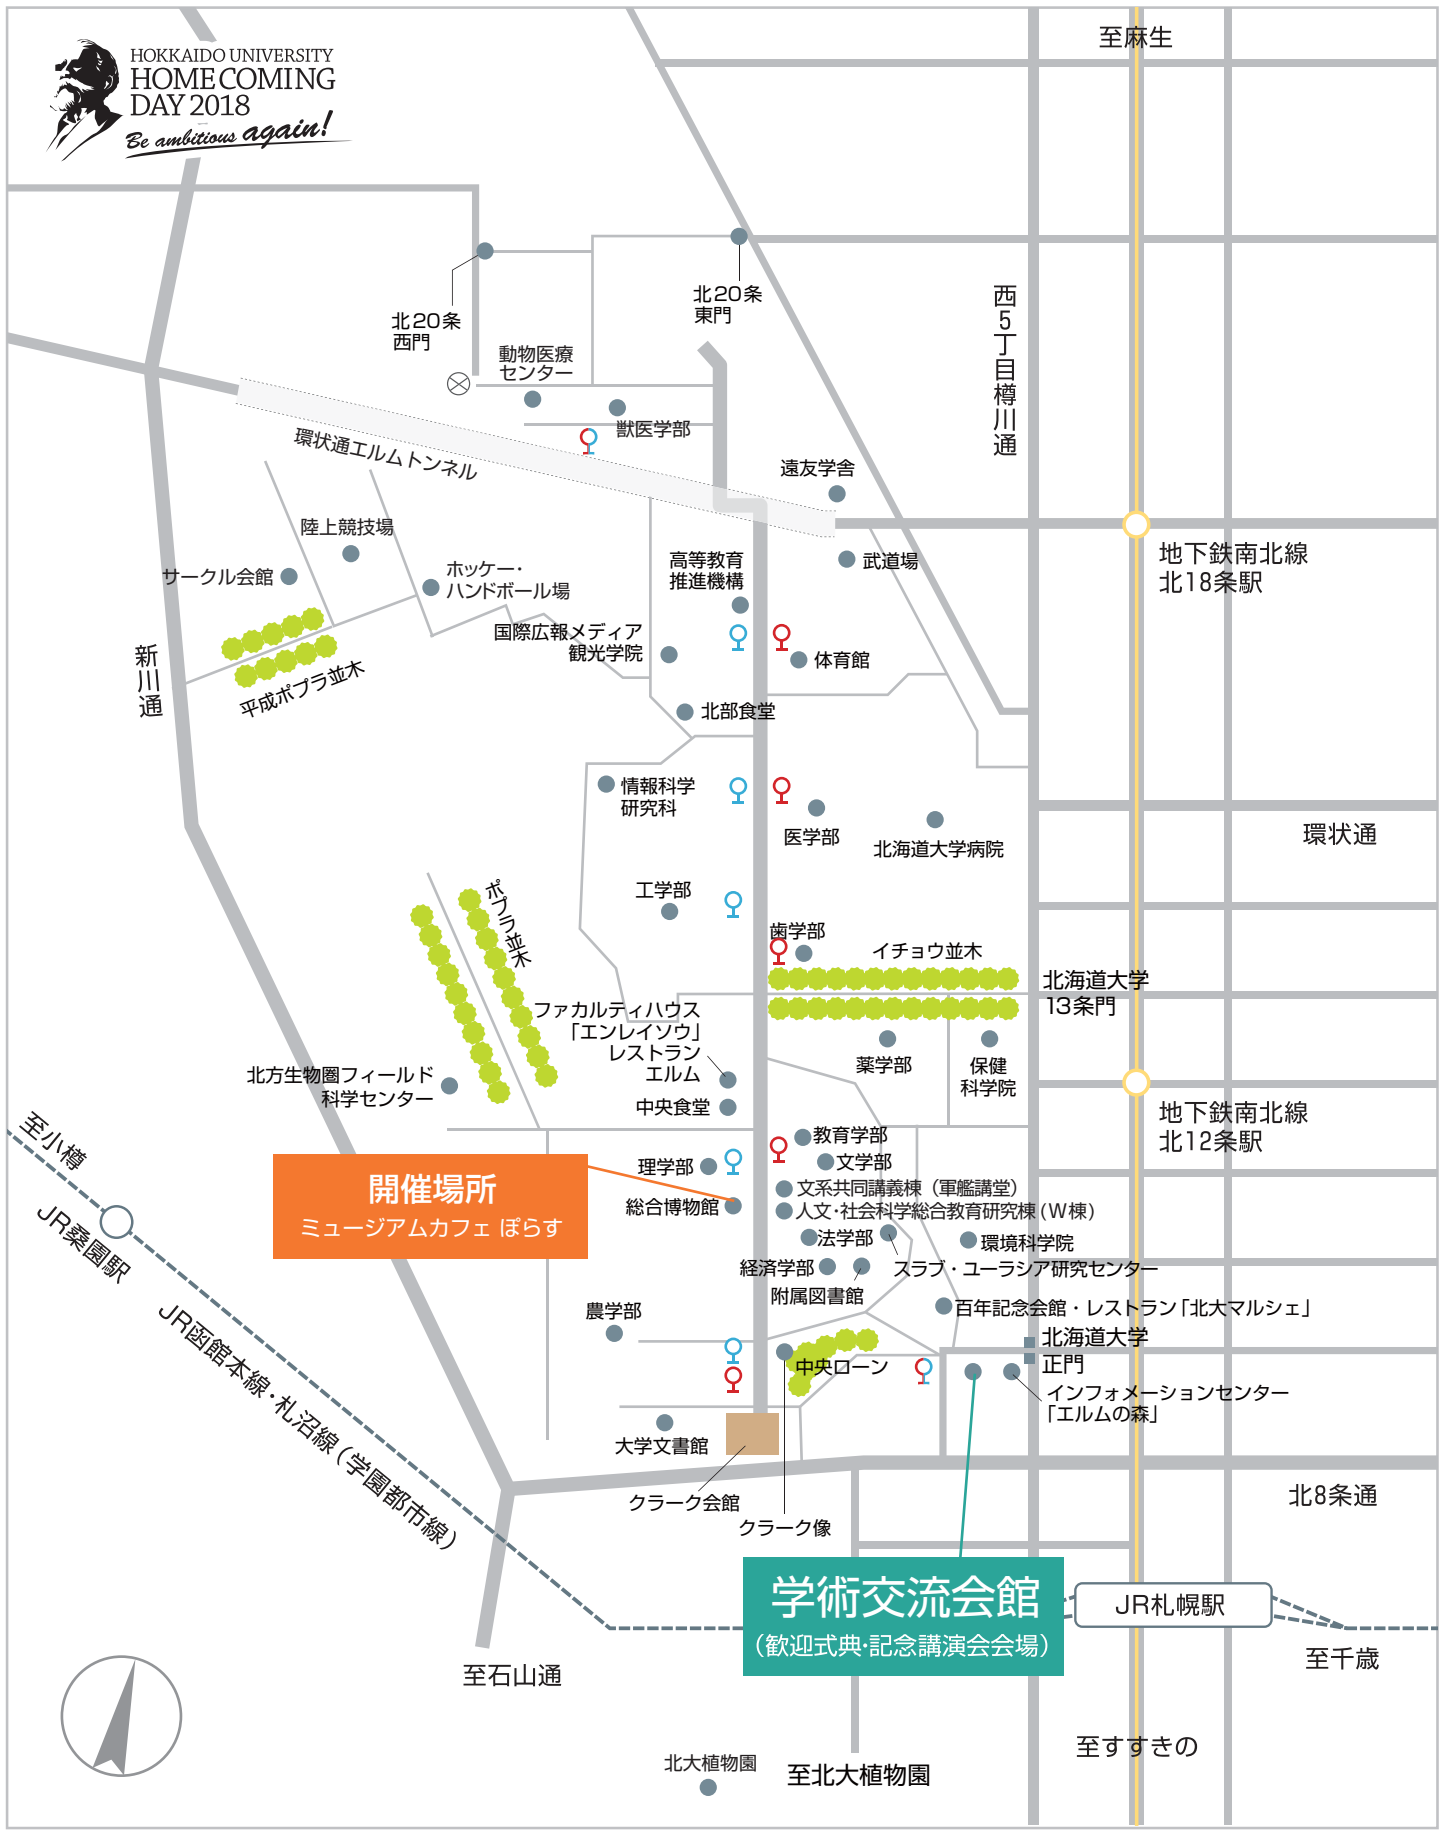 至麻生
HOKKAIDO UNIVERSITY
HOME COMING
DAY 2018
Be ambitious again!
北20条
東門
北20条
西門
西5丁目樽川通
動物医療
センター
獣医学部
環状通エルムトンネル
遠友学舎
陸上競技場
サークル会館
ホッケー・
ハンドボール場
高等教育
推進機構
武道場
地下鉄南北線
北18条駅
国際広報メディア
観光学院
体育館
新川通
平成ポプラ並木
北部食堂
情報科学
研究科
医学部
北海道大学病院
環状通
工学部
ポプラ並木
歯学部
イチョウ並木
北海道大学
13条門
ファカルティハウス
「エンレイソウ」
レストラン
エルム
薬学部
保健
科学院
北方生物圏フィールド
科学センター
中央食堂
地下鉄南北線
北12条駅
至小樽
教育学部
文学部
理学部
開催場所
ミュージアムカフェ ぽらす
総合博物館
文系共同講義棟（軍艦講堂）
人文・社会科学総合教育研究棟(W棟)
法学部
環境科学院
JR桑園駅
経済学部
スラブ・ユーラシア研究センター
附属図書館
農学部
百年記念会館・レストラン「北大マルシェ」
北海道大学
正門
中央ローン
インフォメーションセンター
「エルムの森」
JR函館本線・札沼線（学園都市線）
大学文書館
クラーク会館
クラーク像
北8条通
学術交流会館
（歓迎式典・記念講演会会場）
JR札幌駅
至千歳
至石山通
至すすきの
北大植物園
至北大植物園